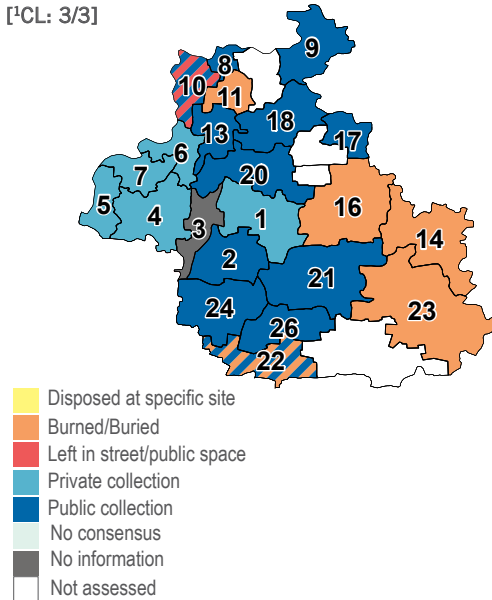 [¹CL: 3/3]
9
8
10
11
18
13
17
6
20
7
16
5
4
3
1
14
2
21
24
23
26
22
Disposed at specific site
Burned/Buried
Left in street/public space
Private collection
Public collection
No consensus
No information
Not assessed